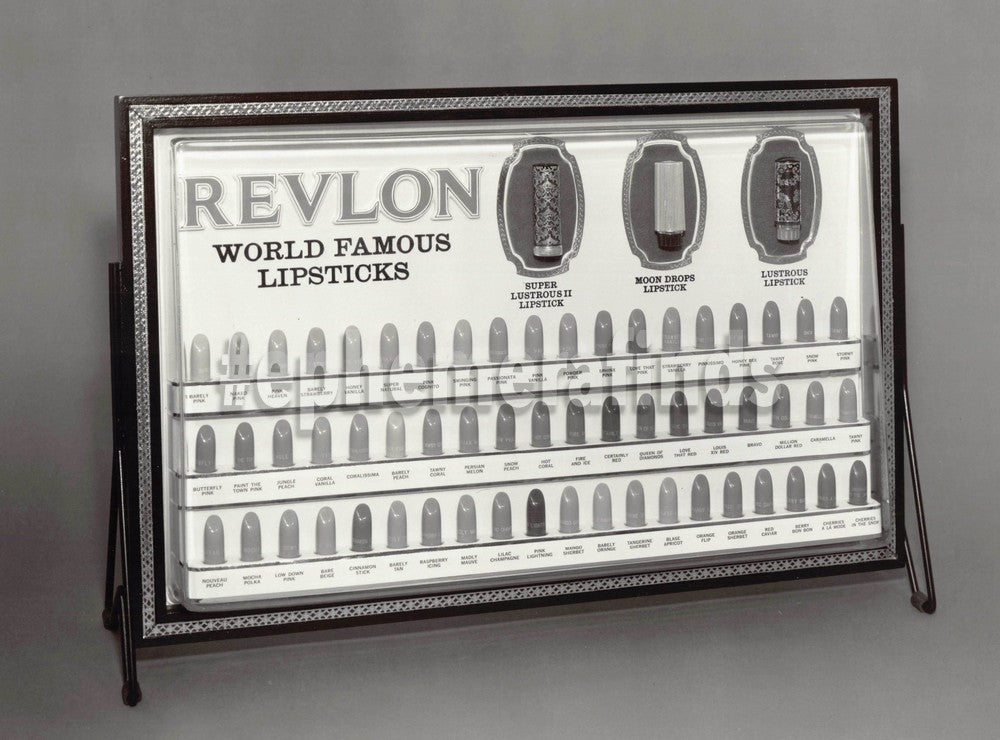 REVLON
WORLD FAMOUS
LIPSTICKS
SUPER
LUSTROUS II
LIPSTICK
MOON DROPS
LIPSTICK
LUSTROUS
LIPSTICK
#ephemeralfinds
BARELY
PINK
NAKED
PINK
PINK
HEAVEN
BARELY
STRAWBERRY
HONEY
VANILLA
SUPER
NATURAL
PINK
COGNITO
SWINGING
PINK
PASSIONATA
PINK
PINK
VANILLA
POWDER
PINK
SPHINX
PINK
LOVE THAT
PINK
STRAWBERRY
VANILLA
PINKISSIMO
HONEY BEE
PINK
TAWNY
ROSE
SNOW
PINK
STORMY
PINK
BUTTERFLY
PINK
PAINT THE
TOWN PINK
JUNGLE
PEACH
CORAL
VANILLA
CORALISSIMA
BARELY
PEACH
TAWNY
CORAL
PERSIAN
MELON
SNOW
PEACH
HOT
CORAL
FIRE
AND ICE
CERTAINLY
RED
QUEEN OF
DIAMONDS
LOVE
THAT RED
LOUIS
XIV RED
BRAVO
MILLION
DOLLAR RED
CARAMELLA
TAWNY
PINK
NOUVEAU
PEACH
MOCHA
POLKA
LOW DOWN
PINK
BARE
BEIGE
CINNAMON
STICK
BARELY
TAN
RASPBERRY
ICING
MADLY
MAUVE
LILAC
CHAMPAGNE
PINK
LIGHTNING
MANGO
SHERBET
BARELY
ORANGE
TANGERINE
SHERBET
BLASE
APRICOT
ORANGE
FLIP
ORANGE
SHERBET
RED
CAVIAR
BERRY
BON BON
CHERRIES
A LA MODE
CHERRIES
IN THE SNOW